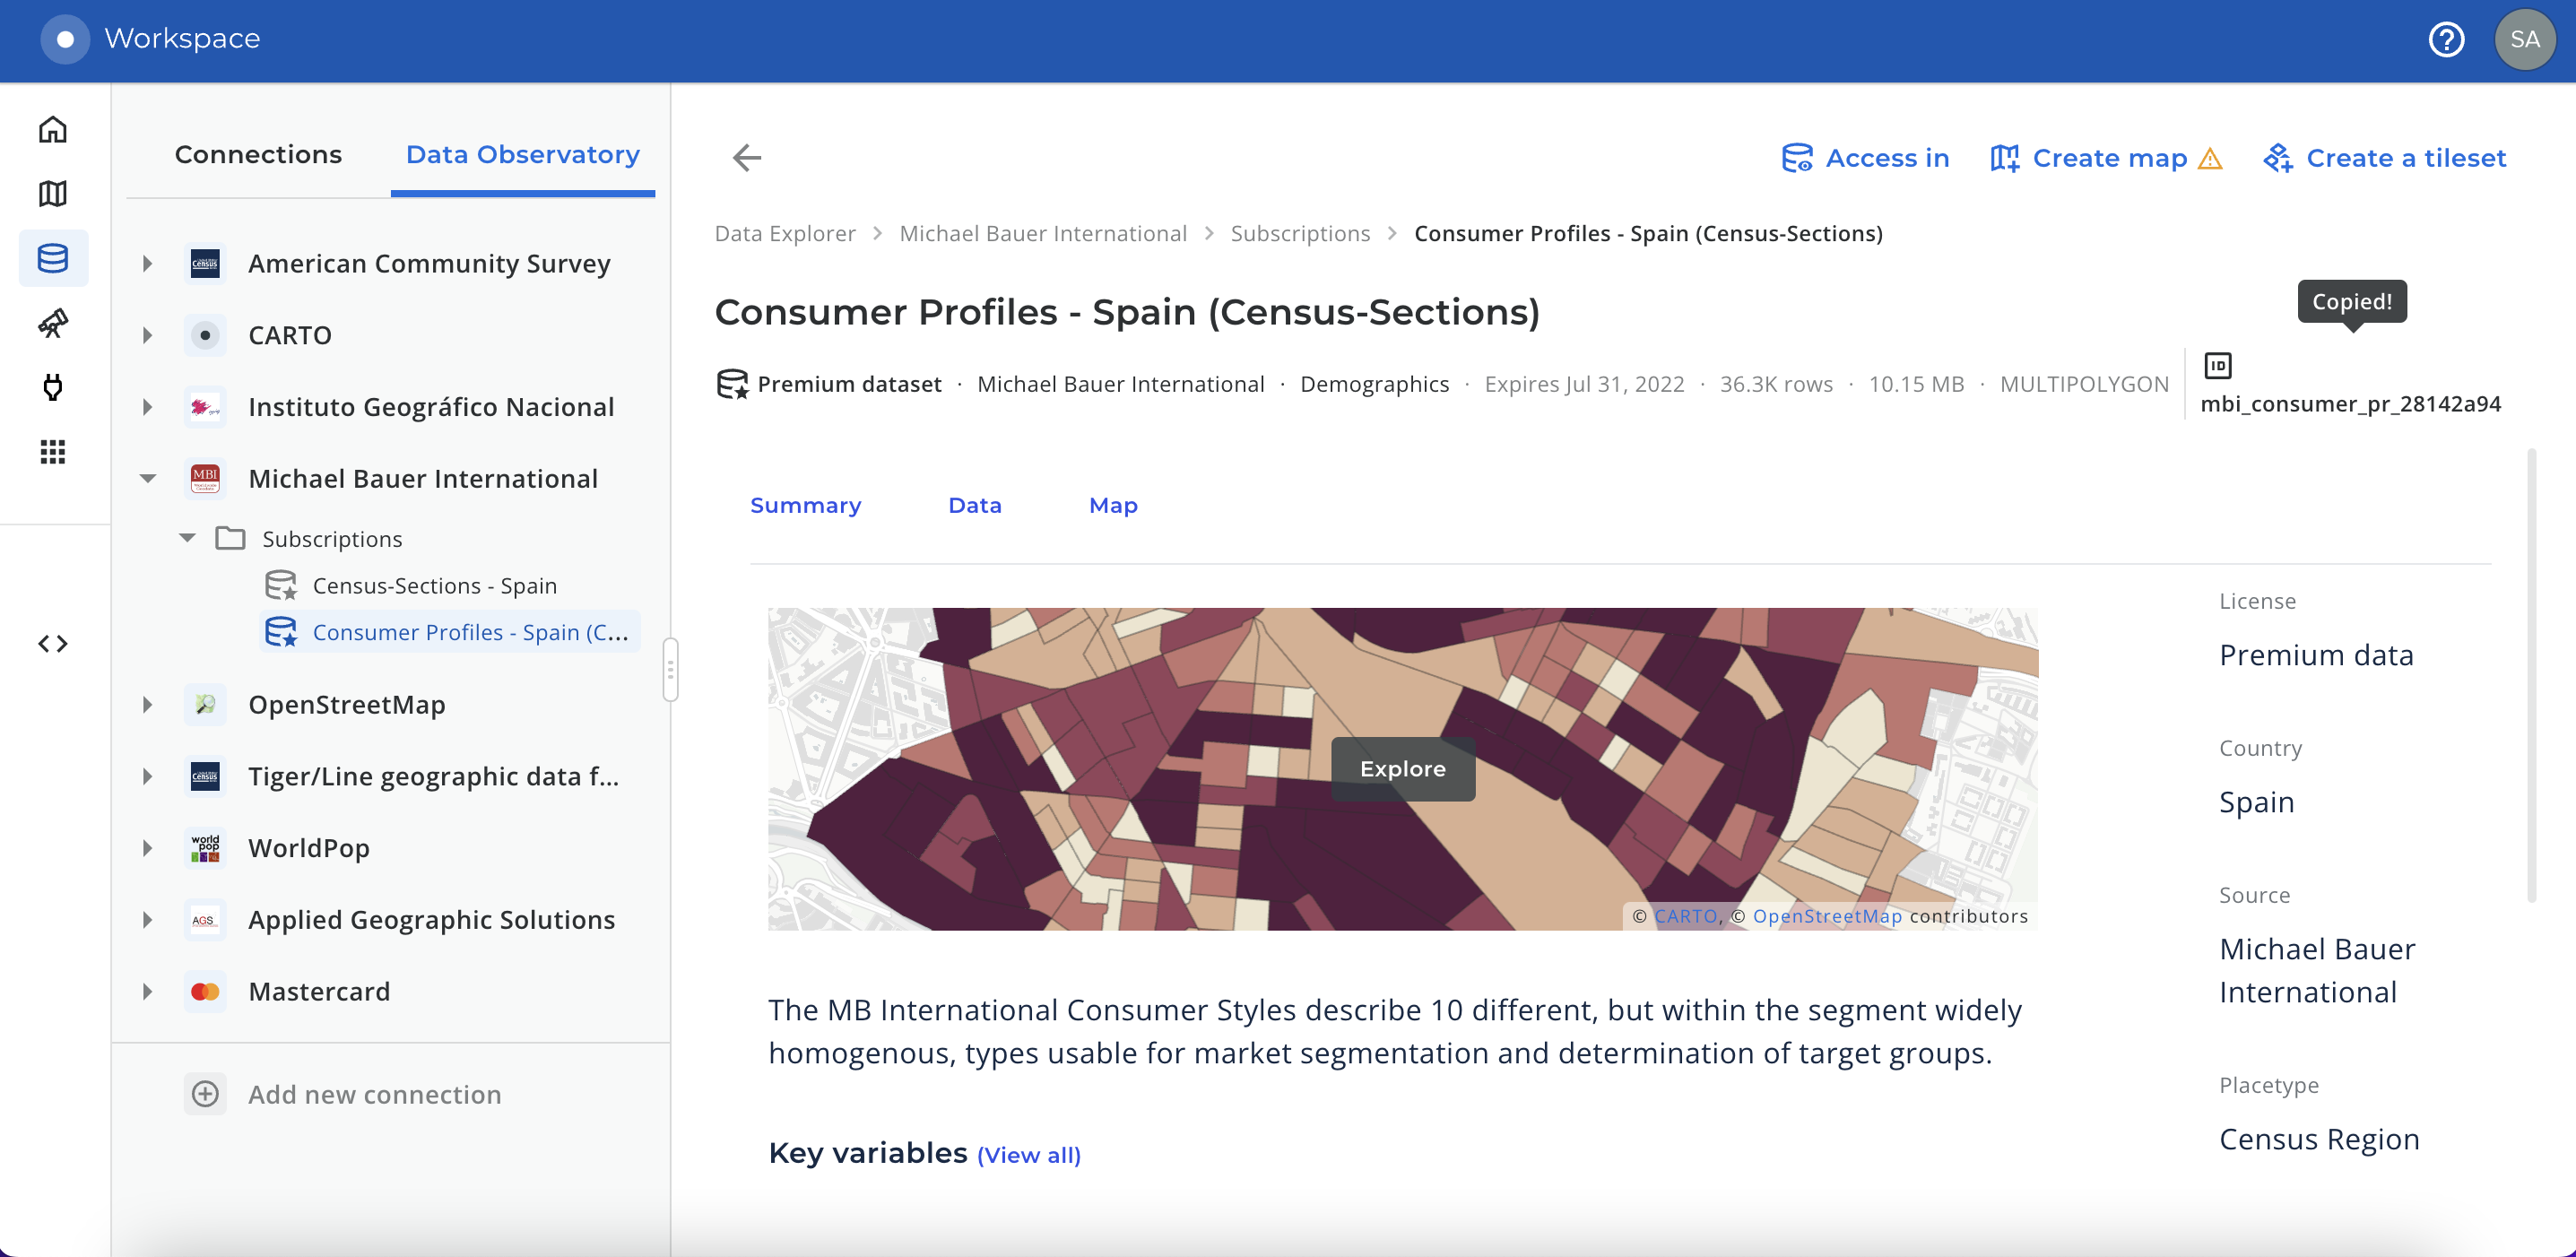 Workspace
SA
Connections
Data Observatory
American Community Survey
CARTO
Instituto Geográfico Nacional
MBI
Michael Bauer International
Subscriptions
Census-Sections - Spain
Consumer Profiles - Spain (C...
OpenStreetMap
Census
Tiger/Line geographic data f...
world pop
WorldPop
AGS
Applied Geographic Solutions
Mastercard
Add new connection
Access in
Create map
Create a tileset
Data Explorer > Michael Bauer International > Subscriptions > Consumer Profiles - Spain (Census-Sections)
Copied!
Consumer Profiles - Spain (Census-Sections)
Premium dataset · Michael Bauer International · Demographics · Expires Jul 31, 2022 · 36.3K rows · 10.15 MB · MULTIPOLYGON
ID
mbi_consumer_pr_28142a94
Summary
Data
Map
Explore
© CARTO, © OpenStreetMap contributors
License
Premium data
Country
Spain
Source
Michael Bauer
International
Placetype
Census Region
The MB International Consumer Styles describe 10 different, but within the segment widely
homogenous, types usable for market segmentation and determination of target groups.
Key variables (View all)